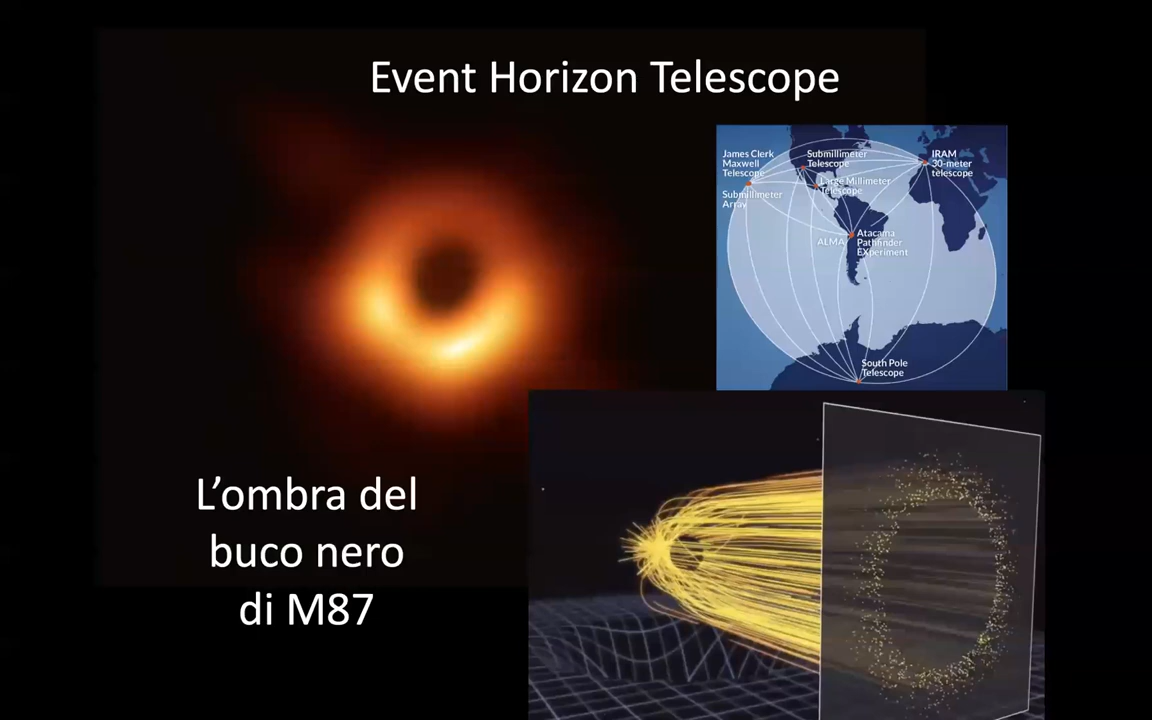 Event Horizon Telescope
James Clerk
Maxwell
Telescope
Submillimeter
Array
Submillimeter
Telescope
Large Millimeter
Telescope
IRAM
30-meter
telescope
ALMA
Atacama
Pathfinder
EXperiment
South Pole
Telescope
L’ombra del
buco nero
di M87